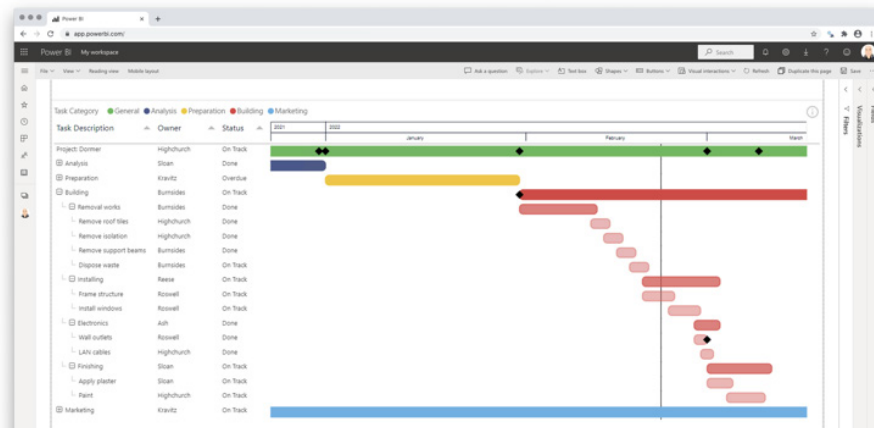 Power BI
app.powerbi.com/
Power BI My workspace Search
File View Reading view Mobile layout Ask a question Explore Text box Shapes Buttons Visual interactions Refresh Duplicate this page Save
Task Category General Analysis Preparation Building Marketing
Task Description Owner Status 2021 2022
January February March
Project: Dormer Highchurch On Track
Analysis Sloan Done
Preparation Kravitz Overdue
Building Burnsides On Track
Removal works Burnsides Done
Remove roof tiles Highchurch Done
Remove isolation Highchurch Done
Remove support beams Burnsides Done
Dispose waste Burnsides On Track
Installing Reese On Track
Frame structure Roswell On Track
Install windows Roswell On Track
Electronics Ash Done
Wall outlets Roswell Done
LAN cables Highchurch Done
Finishing Sloan On Track
Apply plaster Sloan On Track
Paint Highchurch On Track
Marketing Kravitz On Track
Filters
Visualizations